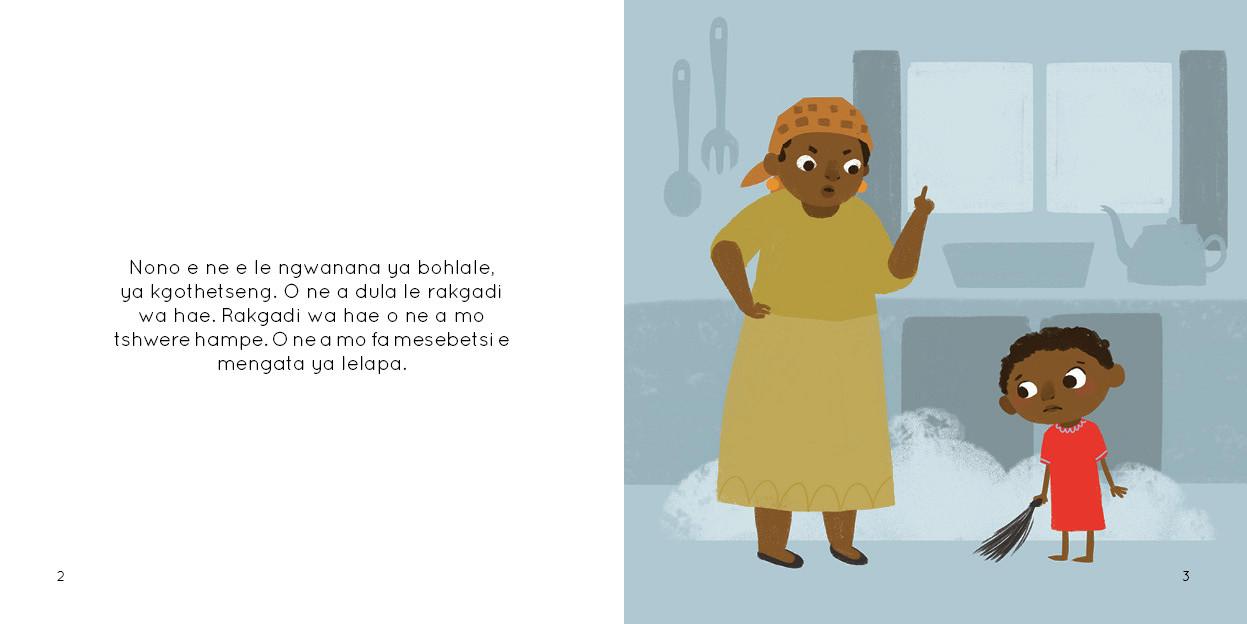 Nono e ne e le ngwanana ya bohlale,
ya kgothetseng. O ne a dula le rakgadi
wa hae. Rakgadi wa hae o ne a mo
tshwere hampe. O ne a mo fa mesebetsi e
mengata ya lelapa.
2
3